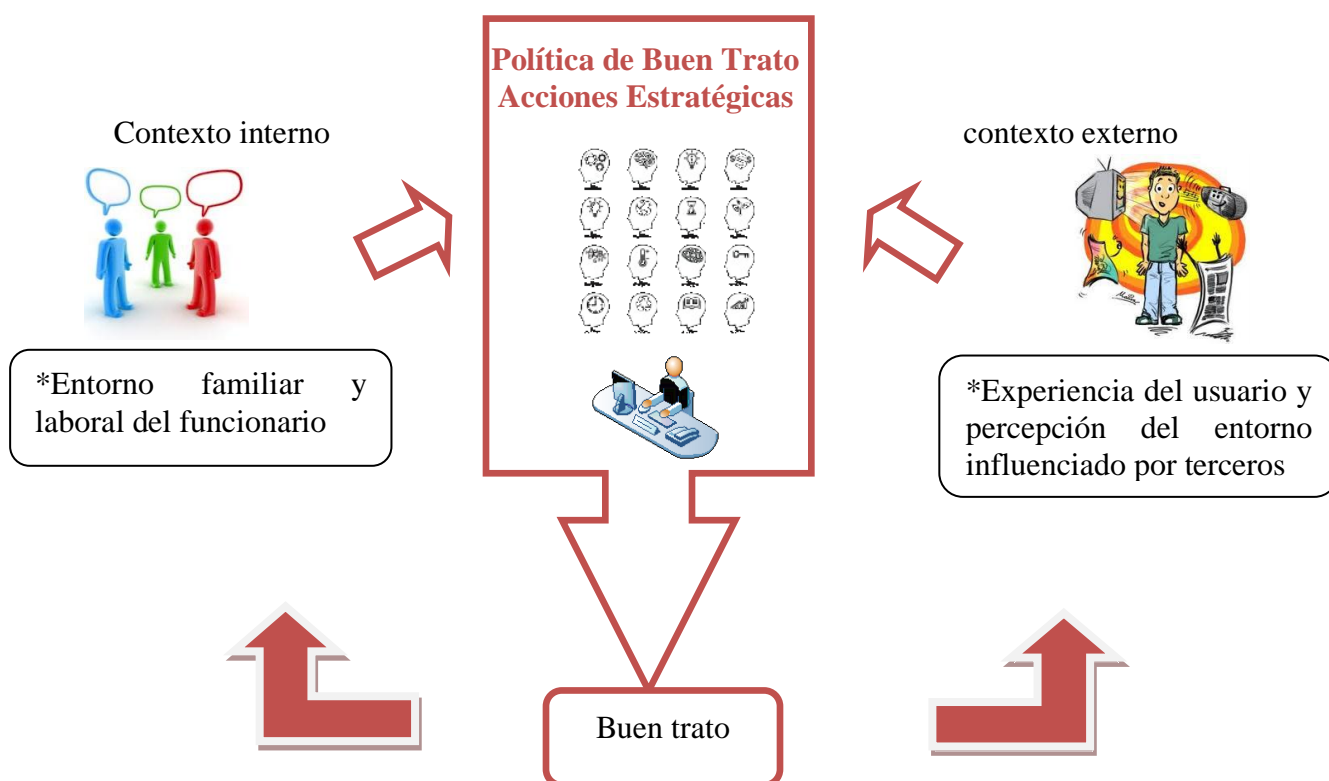 Política de Buen Trato
Acciones Estratégicas
Contexto interno
contexto externo
*Entorno familiar y
laboral del funcionario
*Experiencia del usuario y
percepción del entorno
influenciado por terceros
Buen trato